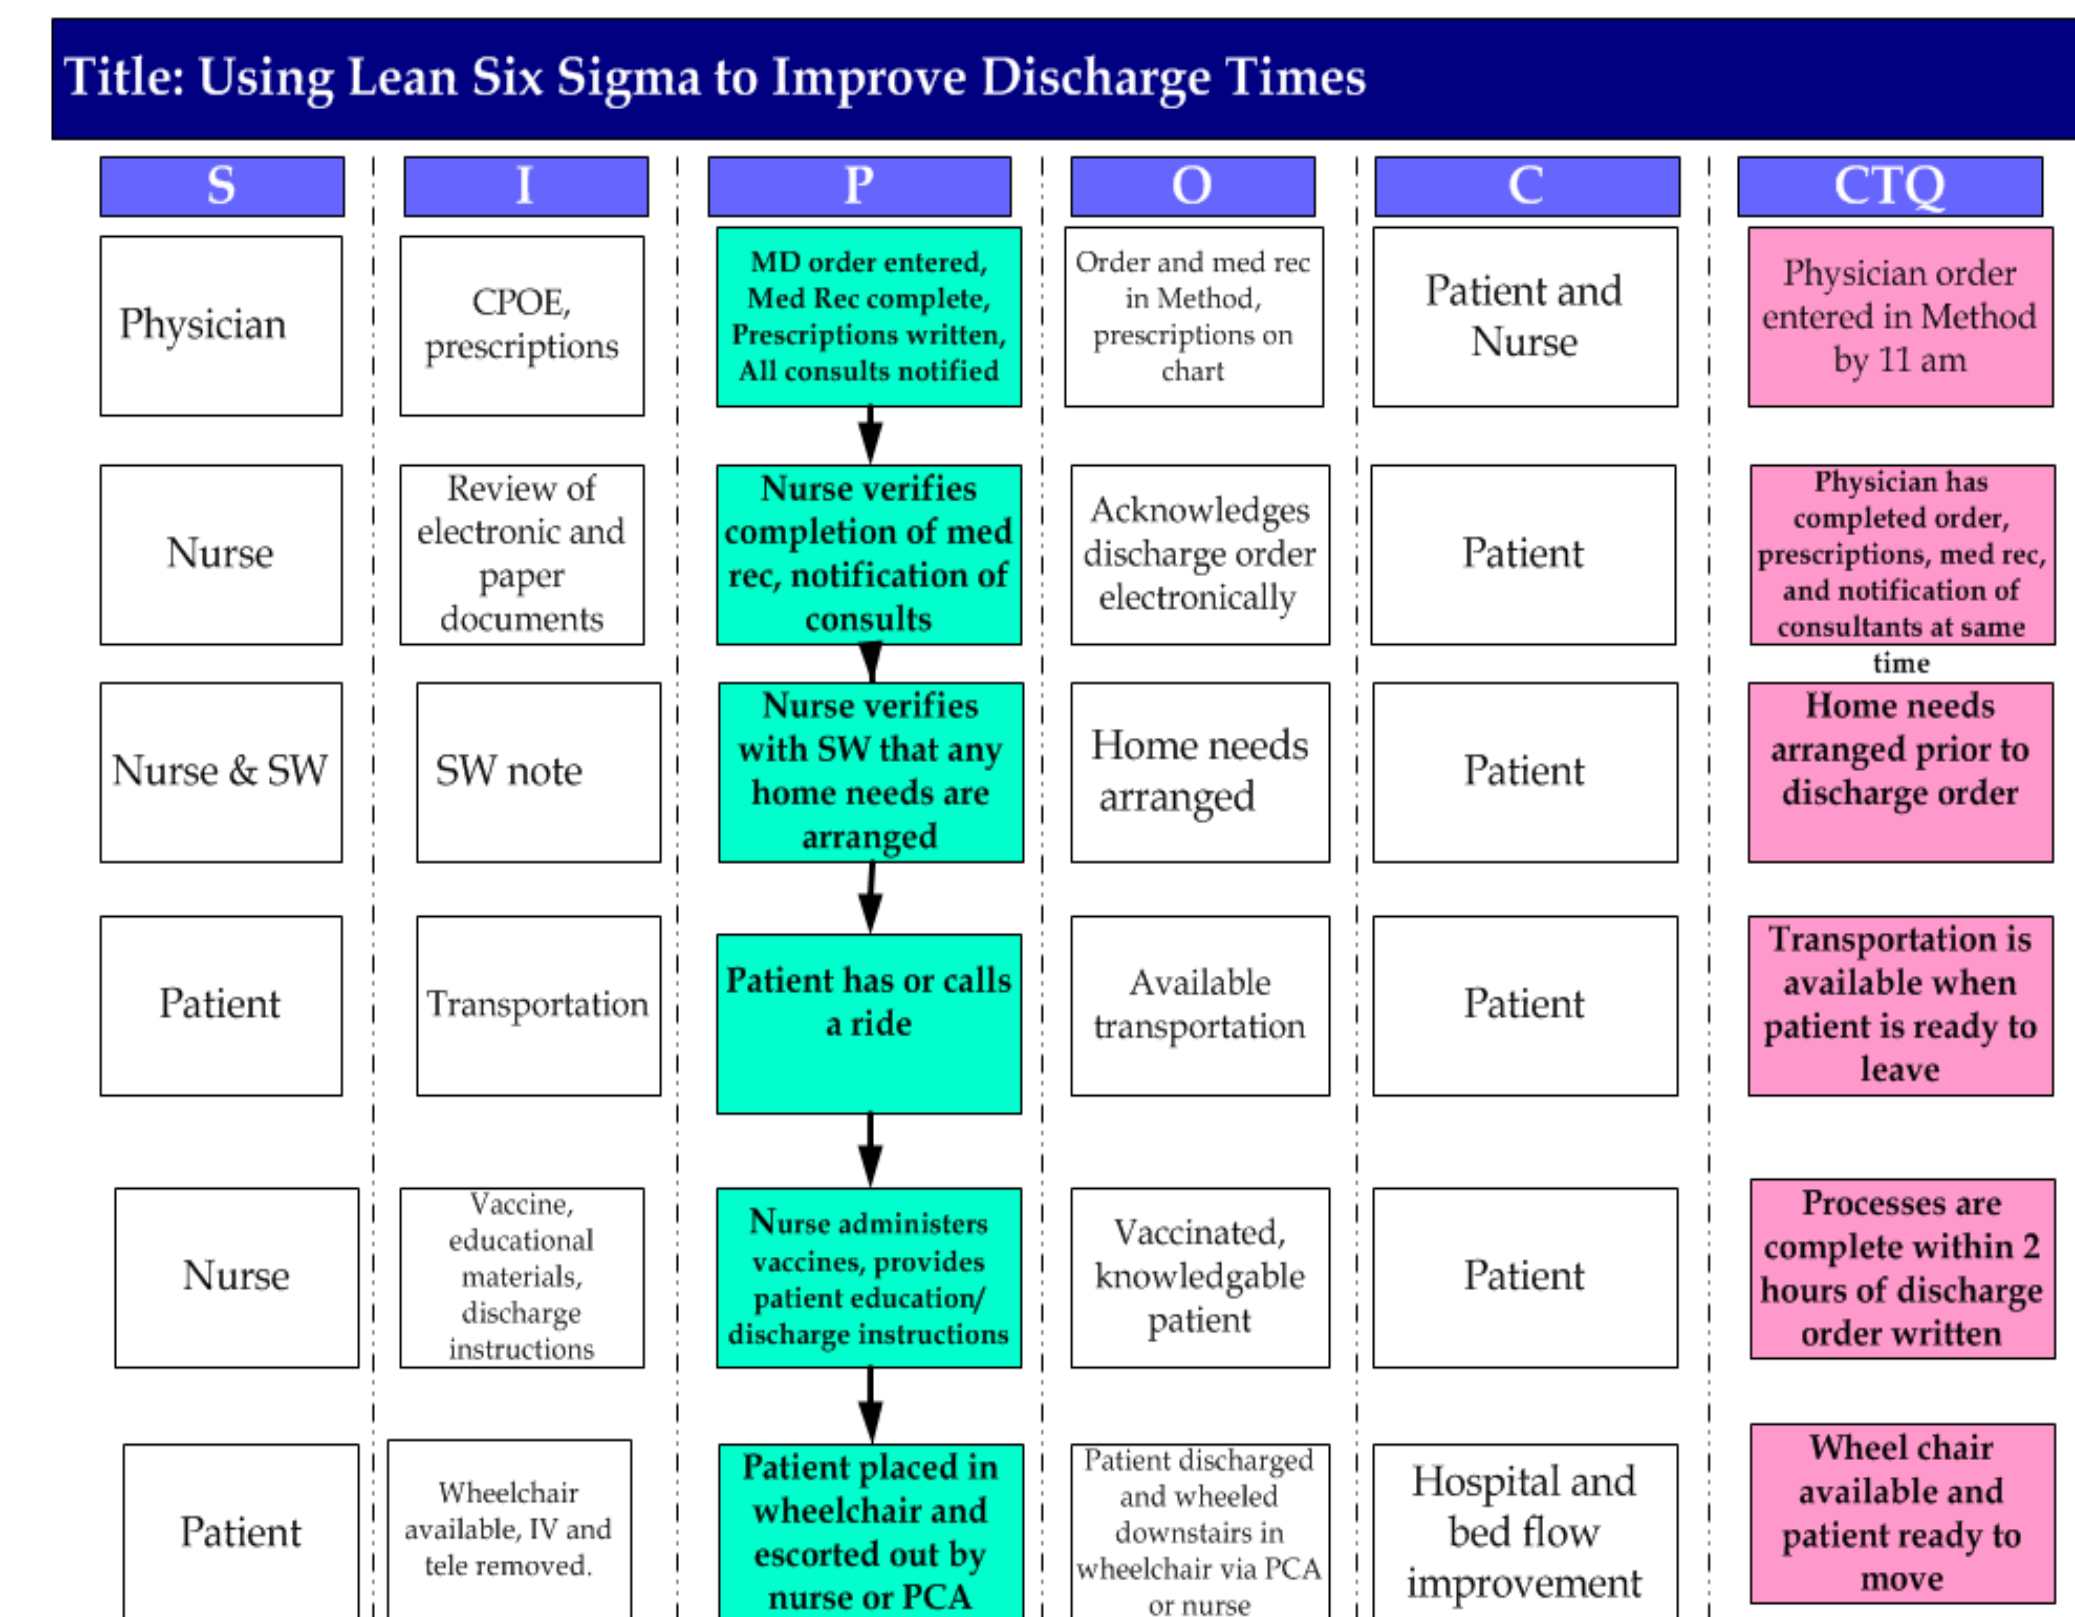 Title: Using Lean Six Sigma to Improve Discharge Times
S
I
P
O
C
CTQ
Physician
CPOE,
prescriptions
MD order entered,
Med Rec complete,
Prescriptions written,
All consults notified
Order and med rec
in Method,
prescriptions on
chart
Patient and
Nurse
Physician order
entered in Method
by 11 am
Nurse
Review of
electronic and
paper
documents
Nurse verifies
completion of med
rec, notification of
consults
Acknowledges
discharge order
electronically
Patient
Physician has
completed order,
prescriptions, med rec,
and notification of
consultants at same
time
Nurse & SW
SW note
Nurse verifies
with SW that any
home needs are
arranged
Home needs
arranged
Patient
Home needs
arranged prior to
discharge order
Patient
Transportation
Patient has or calls
a ride
Available
transportation
Patient
Transportation is
available when
patient is ready to
leave
Nurse
Vaccine,
educational
materials,
discharge
instructions
Nurse administers
vaccines, provides
patient education/
discharge instructions
Vaccinated,
knowledgable
patient
Patient
Processes are
complete within 2
hours of discharge
order written
Patient
Wheelchair
available, IV and
tele removed.
Patient placed in
wheelchair and
escorted out by
nurse or PCA
Patient discharged
and wheeled
downstairs in
wheelchair via PCA
or nurse
Hospital and
bed flow
improvement
Wheel chair
available and
patient ready to
move